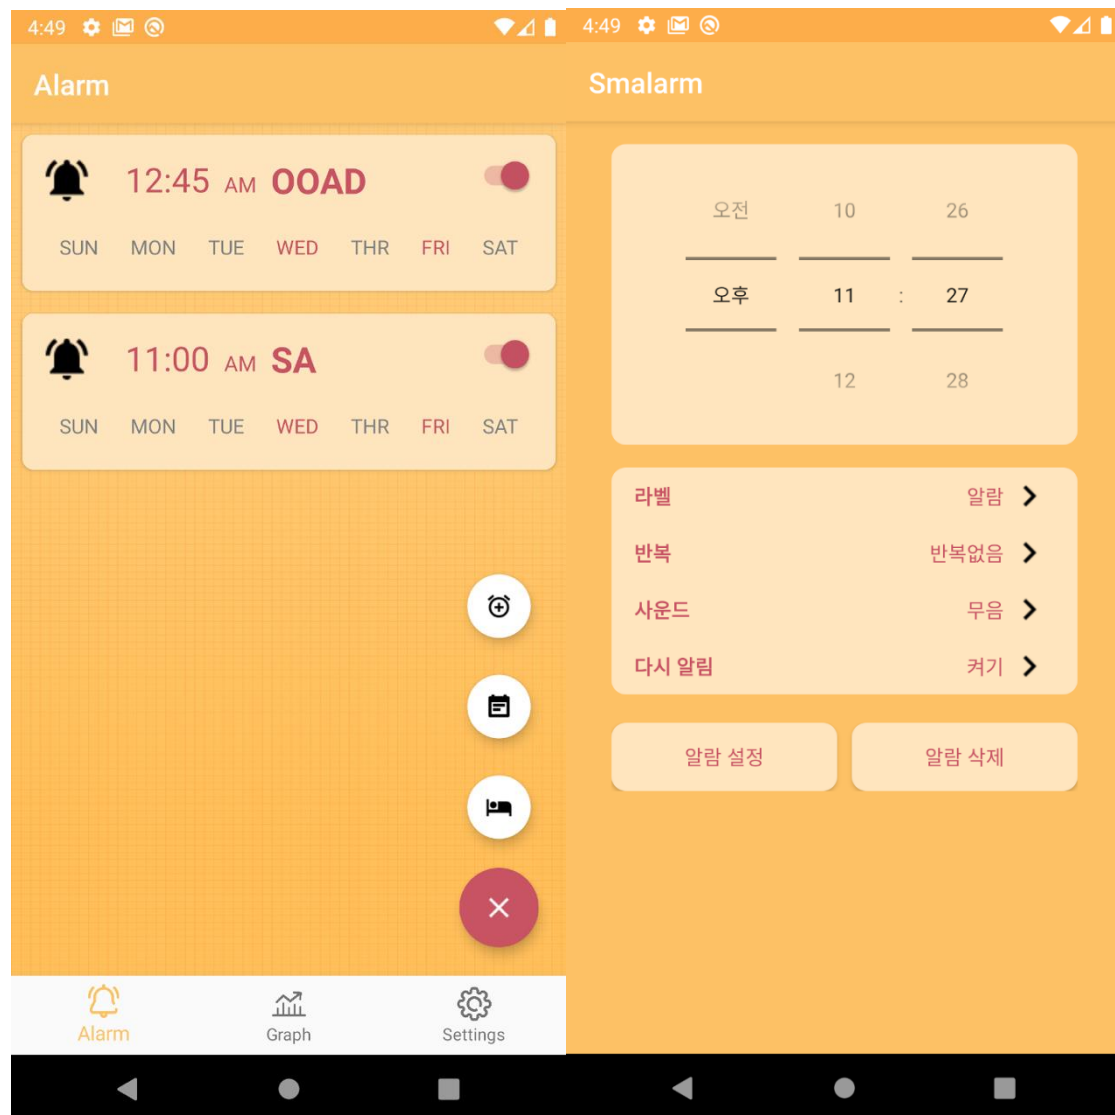 4:49
Alarm
12:45 AM OOAD
SUN MON TUE WED THR FRI SAT
11:00 AM SA
SUN MON TUE WED THR FRI SAT
Alarm Graph Settings
4:49
Smalarm
오전 10 26
오후 11 : 27
12 28
라벨 알람
반복 반복없음
사운드 무음
다시 알림 켜기
알람 설정 알람 삭제